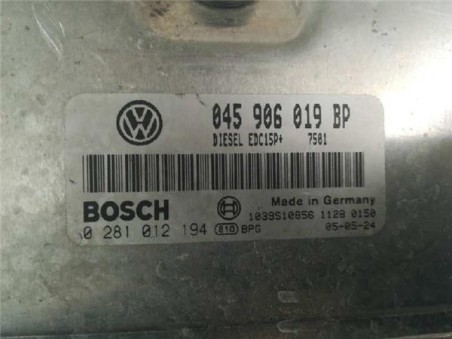 045 906 019 BP
DIESEL EDC15P+ 7501
BOSCH
Made in Germany
1039S10856 1128 0150
0 281 012 194 810 BPG 05-05-24